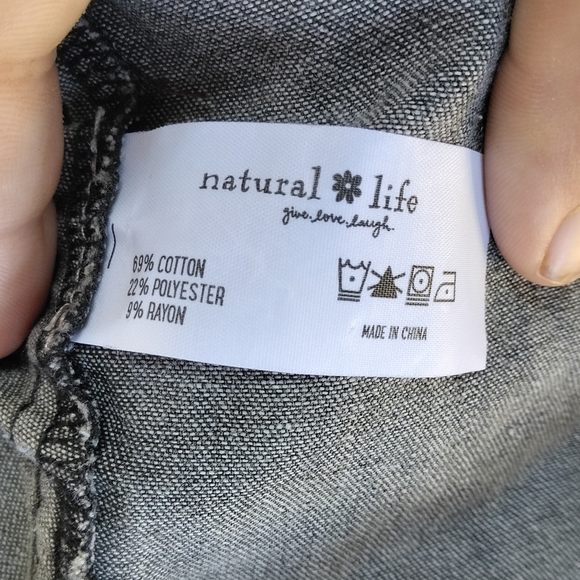 natural life
give.love.laugh.
69% COTTON
22% POLYESTER
9% RAYON
MADE IN CHINA